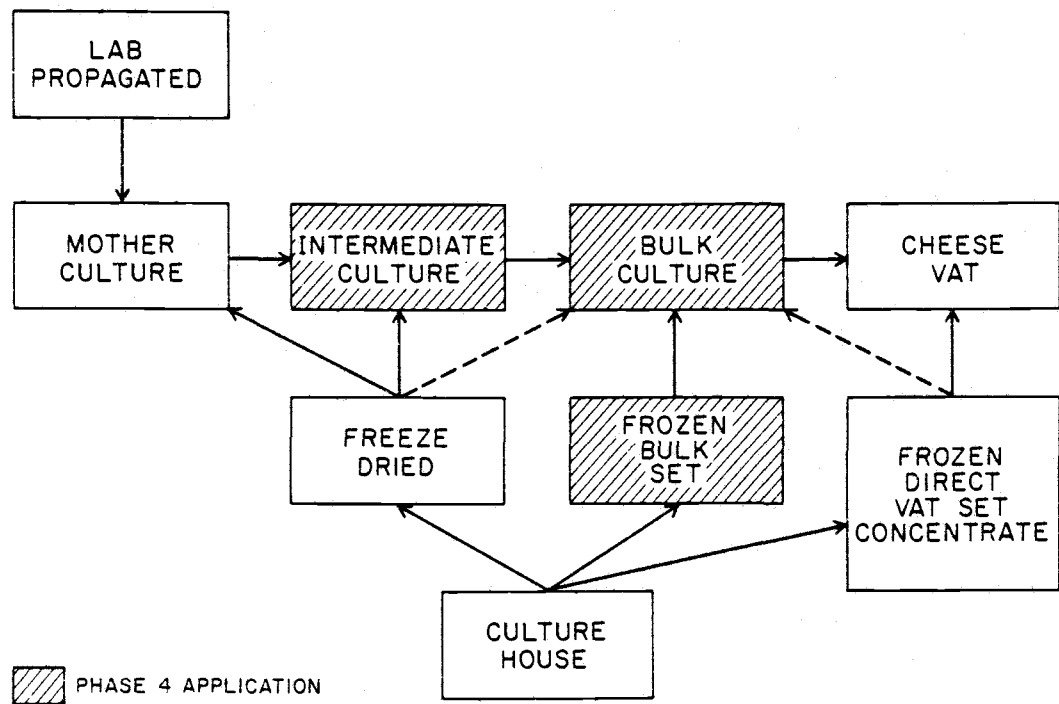 LAB
PROPAGATED
MOTHER
CULTURE
INTERMEDIATE
CULTURE
BULK
CULTURE
CHEESE
VAT
FREEZE
DRIED
FROZEN
BULK
SET
FROZEN
DIRECT
VAT SET
CONCENTRATE
CULTURE
HOUSE
PHASE 4 APPLICATION